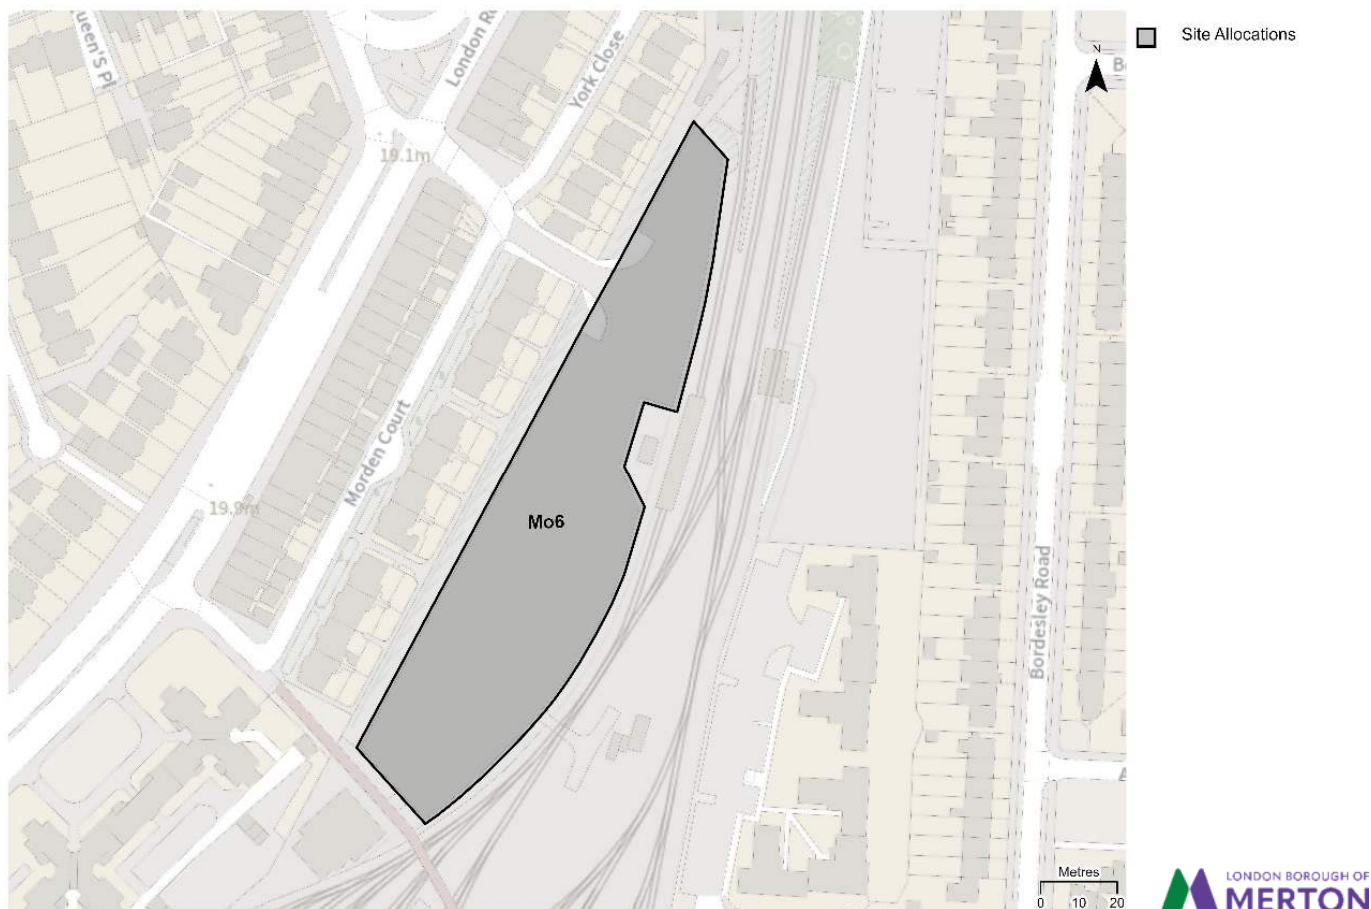 Queen'S Pl
London Ro
York Close
19.1m
Site Allocations
N
Morden Court
19.9m
Mo6
Bordesley Road
Metres
0 10 20
LONDON BOROUGH OF
MERTON